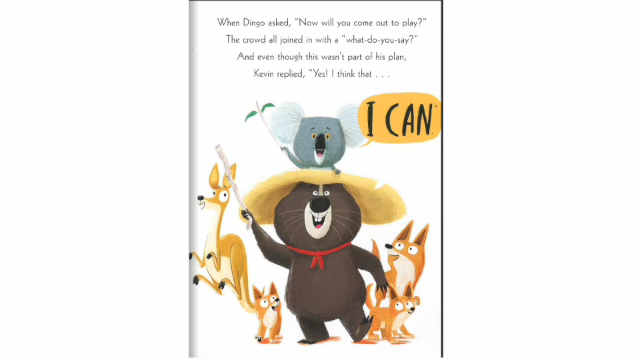 When Dingo asked, "Now will you come out to play?"
The crowd all joined in with a "what-do-you-say?"
And even though this wasn't part of his plan,
Kevin replied, "Yes! I think that . . .
I CAN."